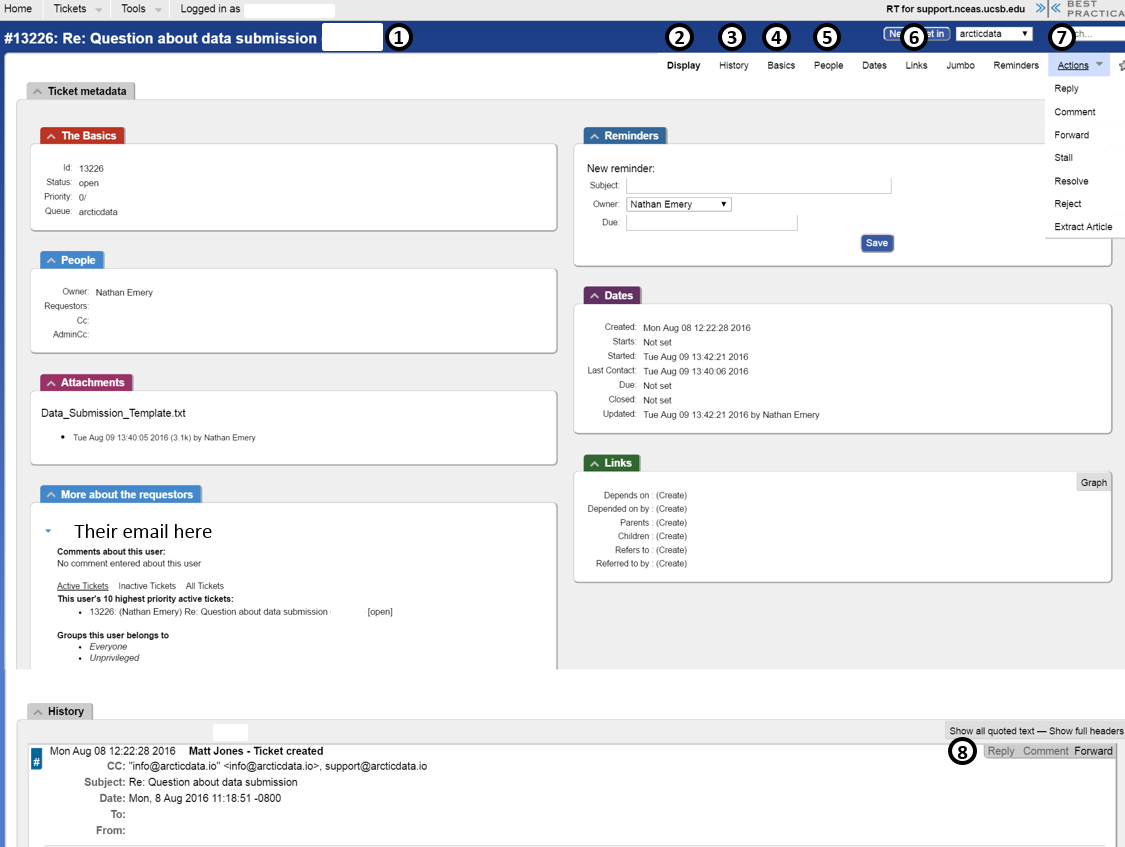 Home Tickets Tools Logged in as RT for support.nceas.ucsb.edu BEST
PRACTICA
#13226: Re: Question about data submission 1 2 3 4 5 6 7 arcticdata
Display History Basics People Dates Links Jumbo Reminders Actions
Reply
Comment
Forward
Stall
Resolve
Reject
Extract Article
Ticket metadata
The Basics
Id: 13226
Status: open
Priority: 0/
Queue: arcticdata
People
Owner: Nathan Emery
Requestors:
Cc:
AdminCc:
Attachments
Data_Submission_Template.txt
Tue Aug 09 13:40:05 2016 (3.1k) by Nathan Emery
More about the requestors
Their email here
Comments about this user:
No comment entered about this user
Active Tickets Inactive Tickets All Tickets
This user's 10 highest priority active tickets:
13226: (Nathan Emery) Re: Question about data submission [open]
Groups this user belongs to
Everyone
Unprivileged
Reminders
New reminder:
Subject:
Owner: Nathan Emery
Due:
Save
Dates
Created: Mon Aug 08 12:22:28 2016
Starts: Not set
Started: Tue Aug 09 13:42:21 2016
Last Contact: Tue Aug 09 13:40:06 2016
Due: Not set
Closed: Not set
Updated: Tue Aug 09 13:42:21 2016 by Nathan Emery
Links
Graph
Depends on : (Create)
Depended on by : (Create)
Parents : (Create)
Children : (Create)
Refers to : (Create)
Referred to by : (Create)
History
Show all quoted text — Show full headers
# Mon Aug 08 12:22:28 2016 Matt Jones - Ticket created 8 Reply Comment Forward
CC: "info@arcticdata.io" <info@arcticdata.io>, support@arcticdata.io
Subject: Re: Question about data submission
Date: Mon, 8 Aug 2016 11:18:51 -0800
To:
From: